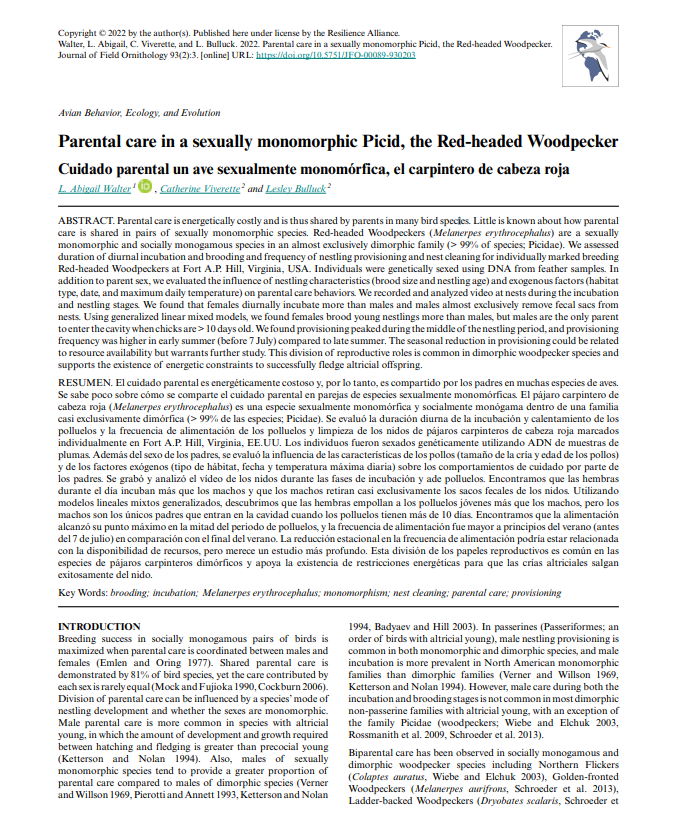 Copyright © 2022 by the author(s). Published here under license by the Resilience Alliance.
Walter, L. Abigail, C. Viverette, and L. Bulluck. 2022. Parental care in a sexually monomorphic Picid, the Red-headed Woodpecker.
Journal of Field Ornithology 93(2):3. [online] URL: https://doi.org/10.5751/JFO-00089-930203
Avian Behavior, Ecology, and Evolution
Parental care in a sexually monomorphic Picid, the Red-headed Woodpecker
Cuidado parental un ave sexualmente monomórfica, el carpintero de cabeza roja
L. Abigail Walter 1 iD , Catherine Viverette 2 and Lesley Bulluck 2
ABSTRACT. Parental care is energetically costly and is thus shared by parents in many bird species. Little is known about how parental
care is shared in pairs of sexually monomorphic species. Red-headed Woodpeckers (Melanerpes erythrocephalus) are a sexually
monomorphic and socially monogamous species in an almost exclusively dimorphic family (> 99% of species; Picidae). We assessed
duration of diurnal incubation and brooding and frequency of nestling provisioning and nest cleaning for individually marked breeding
Red-headed Woodpeckers at Fort A.P. Hill, Virginia, USA. Individuals were genetically sexed using DNA from feather samples. In
addition to parent sex, we evaluated the influence of nestling characteristics (brood size and nestling age) and exogenous factors (habitat
type, date, and maximum daily temperature) on parental care behaviors. We recorded and analyzed video at nests during the incubation
and nestling stages. We found that females diurnally incubate more than males and males almost exclusively remove fecal sacs from
nests. Using generalized linear mixed models, we found females brood young nestlings more than males, but males are the only parent
to enter the cavity when chicks are > 10 days old. We found provisioning peaked during the middle of the nestling period, and provisioning
frequency was higher in early summer (before 7 July) compared to late summer. The seasonal reduction in provisioning could be related
to resource availability but warrants further study. This division of reproductive roles is common in dimorphic woodpecker species and
supports the existence of energetic constraints to successfully fledge altricial offspring.
RESUMEN. El cuidado parental es energéticamente costoso y, por lo tanto, es compartido por los padres en muchas especies de aves.
Se sabe poco sobre cómo se comparte el cuidado parental en parejas de especies sexualmente monomórficas. El pájaro carpintero de
cabeza roja (Melanerpes erythrocephalus) es una especie sexualmente monomórfica y socialmente monógama dentro de una familia
casi exclusivamente dimórfica (> 99% de las especies; Picidae). Se evaluó la duración diurna de la incubación y calentamiento de los
polluelos y la frecuencia de alimentación de los polluelos y limpieza de los nidos de pájaros carpinteros de cabeza roja marcados
individualmente en Fort A.P. Hill, Virginia, EE.UU. Los individuos fueron sexados genéticamente utilizando ADN de muestras de
plumas. Además del sexo de los padres, se evaluó la influencia de las características de los pollos (tamaño de la cría y edad de los pollos)
y de los factores exógenos (tipo de hábitat, fecha y temperatura máxima diaria) sobre los comportamientos de cuidado por parte de
los padres. Se grabó y analizó el vídeo de los nidos durante las fases de incubación y ade polluelos. Encontramos que las hembras
durante el día incuban más que los machos y que los machos retiran casi exclusivamente los sacos fecales de los nidos. Utilizando
modelos lineales mixtos generalizados, descubrimos que las hembras empollan a los polluelos jóvenes más que los machos, pero los
machos son los únicos padres que entran en la cavidad cuando los polluelos tienen más de 10 días. Encontramos que la alimentación
alcanzó su punto máximo en la mitad del periodo de polluelos, y la frecuencia de alimentación fue mayor a principios del verano (antes
del 7 de julio) en comparación con el final del verano. La reducción estacional en la frecuencia de alimentación podría estar relacionada
con la disponibilidad de recursos, pero merece un estudio más profundo. Esta división de los papeles reproductivos es común en las
especies de pájaros carpinteros dimórficos y apoya la existencia de restricciones energéticas para que las crías altriciales salgan
exitosamente del nido.
Key Words: brooding; incubation; Melanerpes erythrocephalus; monomorphism; nest cleaning; parental care; provisioning
INTRODUCTION
Breeding success in socially monogamous pairs of birds is
maximized when parental care is coordinated between males and
females (Emlen and Oring 1977). Shared parental care is
demonstrated by 81% of bird species, yet the care contributed by
each sex is rarely equal (Mock and Fujioka 1990, Cockburn 2006).
Division of parental care can be influenced by a species' mode of
nestling development and whether the sexes are monomorphic.
Male parental care is more common in species with altricial
young, in which the amount of development and growth required
between hatching and fledging is greater than precocial young
(Ketterson and Nolan 1994). Also, males of sexually
monomorphic species tend to provide a greater proportion of
parental care compared to males of dimorphic species (Verner
and Willson 1969, Pierotti and Annett 1993, Ketterson and Nolan
1994, Badyaev and Hill 2003). In passerines (Passeriformes; an
order of birds with altricial young), male nestling provisioning is
common in both monomorphic and dimorphic species, and male
incubation is more prevalent in North American monomorphic
families than dimorphic families (Verner and Willson 1969,
Ketterson and Nolan 1994). However, male care during both the
incubation and brooding stages is not common in most dimorphic
non-passerine families with altricial young, with an exception of
the family Picidae (woodpeckers; Wiebe and Elchuk 2003,
Rossmanith et al. 2009, Schroeder et al. 2013).
Biparental care has been observed in socially monogamous and
dimorphic woodpecker species including Northern Flickers
(Colaptes auratus, Wiebe and Elchuk 2003), Golden-fronted
Woodpeckers (Melanerpes aurifrons, Schroeder et al. 2013),
Ladder-backed Woodpeckers (Dryobates scalaris, Schroeder et